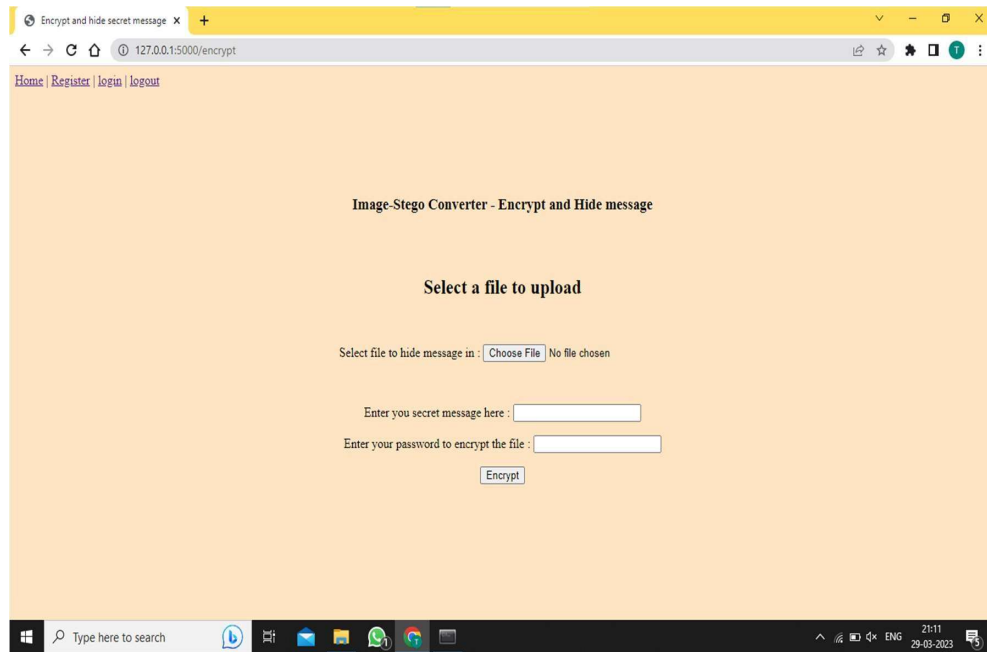 Encrypt and hide secret message
127.0.0.1:5000/encrypt
T
Home | Register | login | logout
Image-Stego Converter - Encrypt and Hide message
Select a file to upload
Select file to hide message in : Choose File No file chosen
Enter you secret message here :
Enter your password to encrypt the file :
Encrypt
Type here to search
1
ENG
21:11
29-03-2023
5